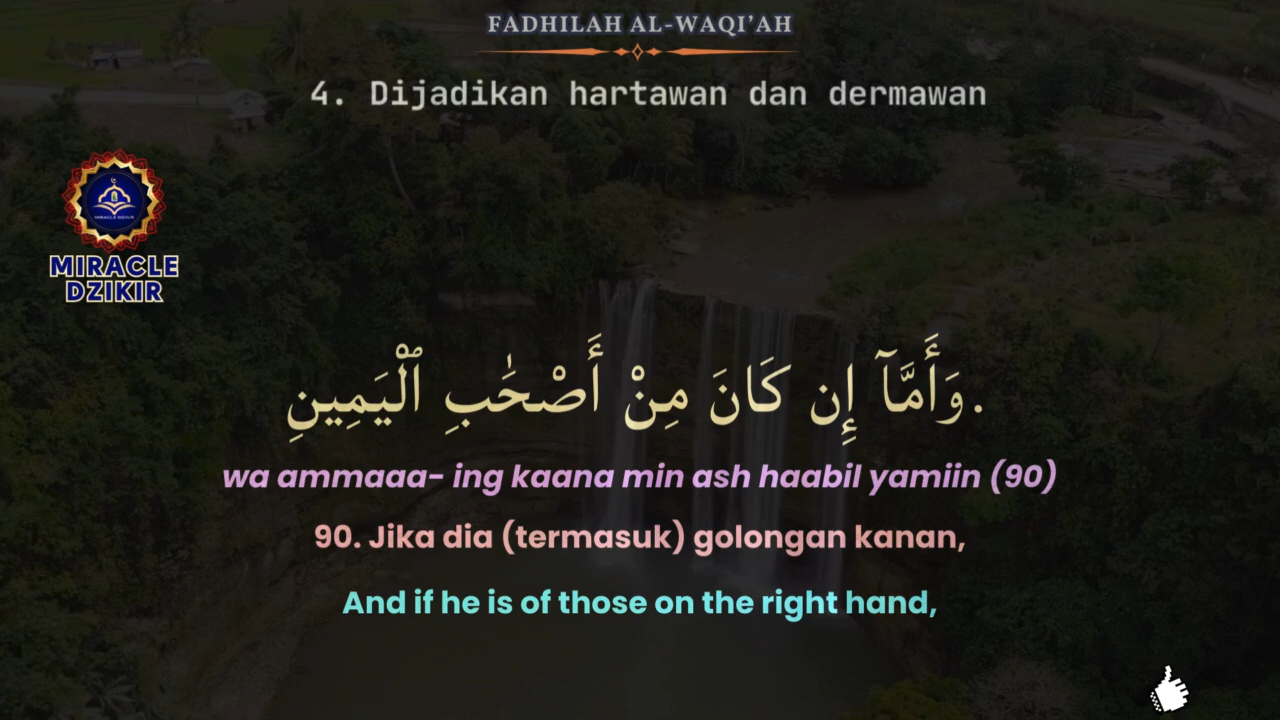 FADHILAH AL-WAQI’AH
4. Dijadikan hartawan dan dermawan
MIRACLE DZIKIR
MIRACLE
DZIKIR
وَأَمَّآ إِن كَانَ مِنْ أَصْحَٰبِ ٱلْيَمِينِ.
wa ammaaa- ing kaana min ash haabil yamiin (90)
90. Jika dia (termasuk) golongan kanan,
And if he is of those on the right hand,